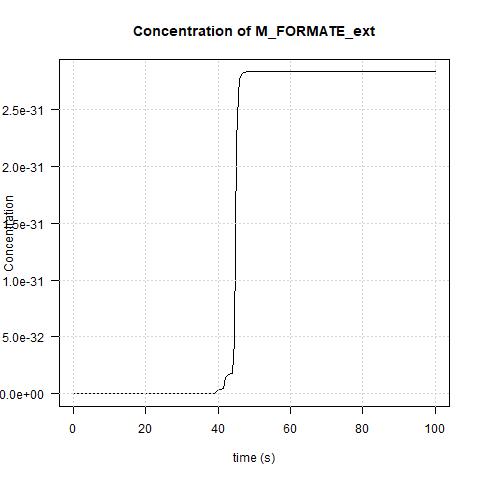 Concentration of M_FORMATE_ext
2.5e-31
2.0e-31
1.5e-31
1.0e-31
5.0e-32
0.0e+00
Concentration
0 20 40 60 80 100
time (s)